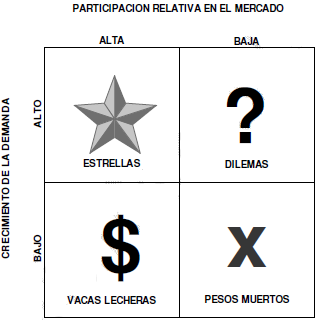 PARTICIPACION RELATIVA EN EL MERCADO
ALTA
BAJA
CRECIMIENTO DE LA DEMANDA
ALTO
?
ESTRELLAS
DILEMAS
BAJO
$
X
VACAS LECHERAS
PESOS MUERTOS